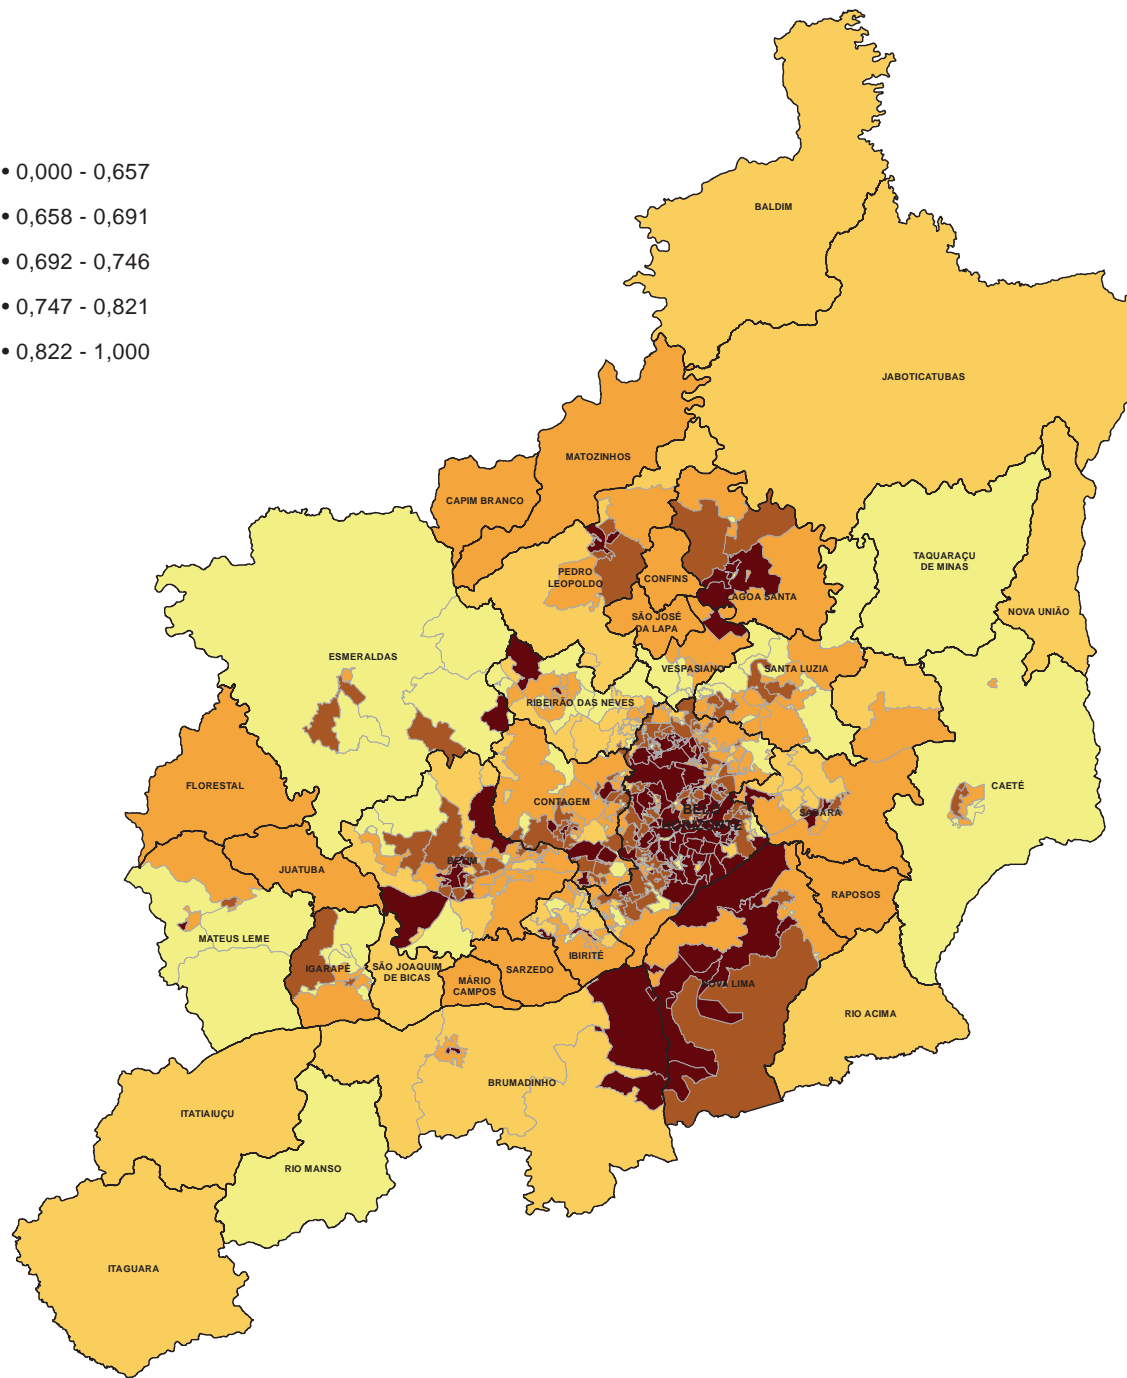 • 0,000 - 0,657
• 0,658 - 0,691
• 0,692 - 0,746
• 0,747 - 0,821
• 0,822 - 1,000
BALDIM
JABOTICATUBAS
MATOZINHOS
CAPIM BRANCO
TAQUARAÇU
DE MINAS
PEDRO
LEOPOLDO
CONFINS
LAGOA SANTA
NOVA UNIÃO
SÃO JOSÉ
DA LAPA
ESMERALDAS
VESPASIANO
SANTA LUZIA
RIBEIRÃO DAS NEVES
FLORESTAL
CAETÉ
CONTAGEM
BELO
HORIZONTE
SABARÁ
JUATUBA
BETIM
RAPOSOS
MATEUS LEME
IGARAPÉ
SÃO JOAQUIM
DE BICAS
MÁRIO
CAMPOS
SARZEDO
IBIRITÉ
NOVA LIMA
RIO ACIMA
BRUMADINHO
ITATIAIUÇU
RIO MANSO
ITAGUARA